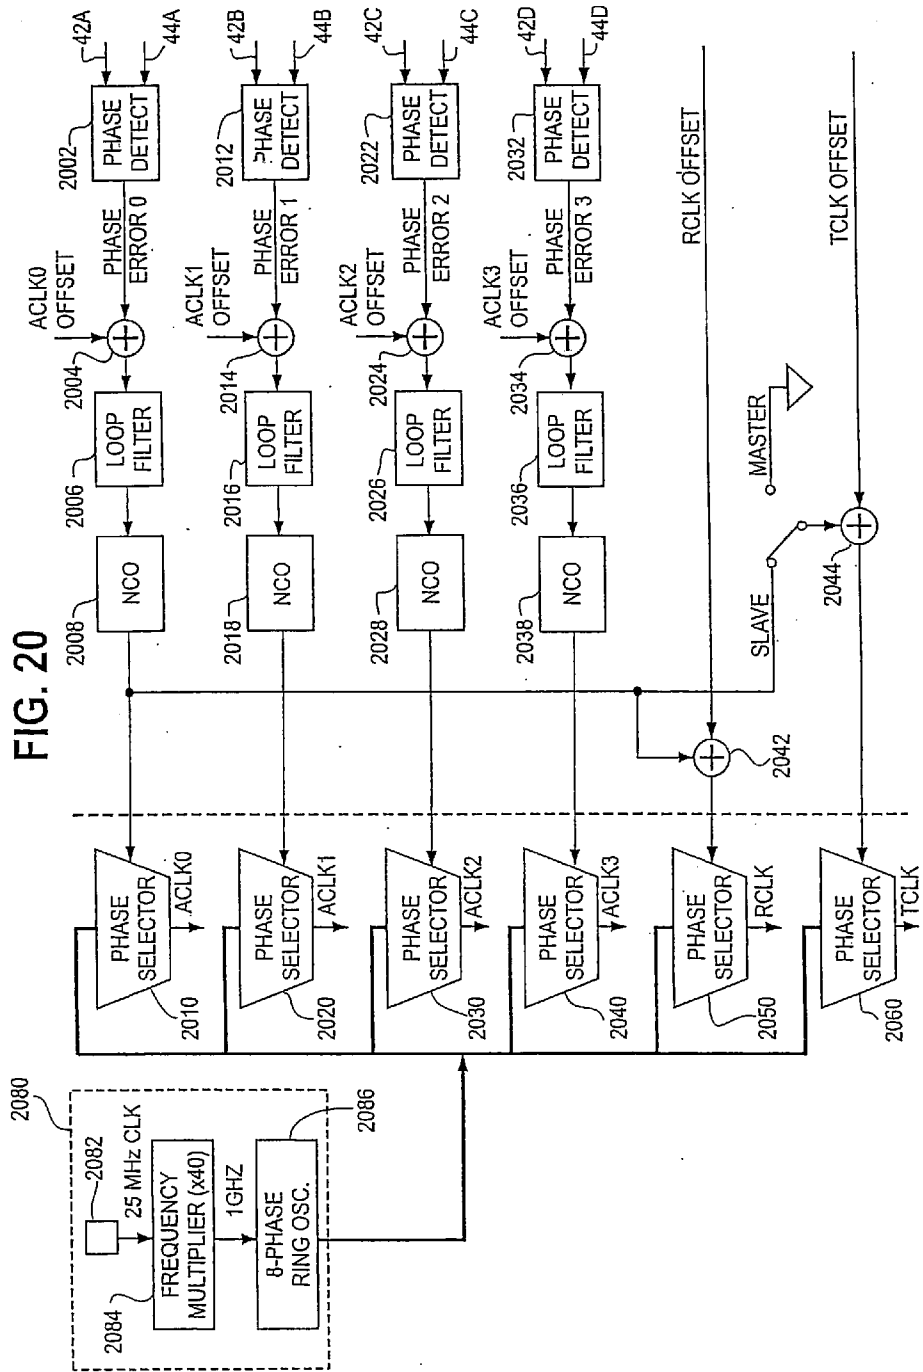 FIG. 20
2080
2082
25 MHz CLK
2084
FREQUENCY
MULTIPLIER (x40)
1GHZ
2086
8-PHASE
RING OSC.
PHASE
SELECTOR
2010
ACLK0
2008
NCO
2006
LOOP
FILTER
2004
ACLK0
OFFSET
PHASE
ERROR 0
2002
PHASE
DETECT
42A
44A
PHASE
SELECTOR
2020
ACLK1
2018
NCO
2016
LOOP
FILTER
2014
ACLK1
OFFSET
PHASE
ERROR 1
2012
PHASE
DETECT
42B
44B
PHASE
SELECTOR
2030
ACLK2
2028
NCO
2026
LOOP
FILTER
2024
ACLK2
OFFSET
PHASE
ERROR 2
2022
PHASE
DETECT
42C
44C
PHASE
SELECTOR
2040
ACLK3
2038
NCO
2036
LOOP
FILTER
2034
ACLK3
OFFSET
PHASE
ERROR 3
2032
PHASE
DETECT
42D
44D
PHASE
SELECTOR
2050
RCLK
2042
RCLK OFFSET
SLAVE
MASTER
PHASE
SELECTOR
2060
TCLK
2044
TCLK OFFSET